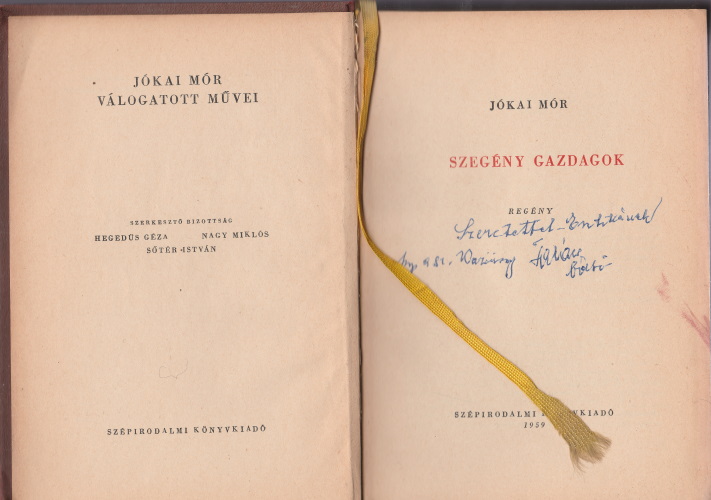 JÓKAI MÓR
VÁLOGATOTT MŰVEI
SZERKESZTŐ BIZOTTSÁG
HEGEDÜS GÉZA NAGY MIKLÓS
SŐTÉR ISTVÁN
SZÉPIRODALMI KÖNYVKIADÓ
JÓKAI MÓR
SZEGÉNY GAZDAGOK
REGÉNY
Szeretettel
SZÉPIRODALMI
1959